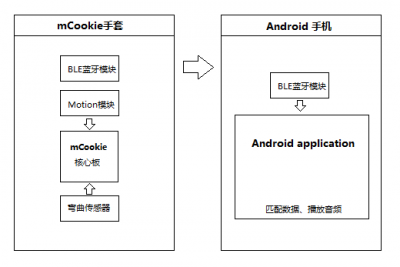 mCookie手套
BLE蓝牙模块
Motion模块
mCookie
核心板
弯曲传感器
Android 手机
BLE蓝牙模块
Android application
匹配数据、播放音频